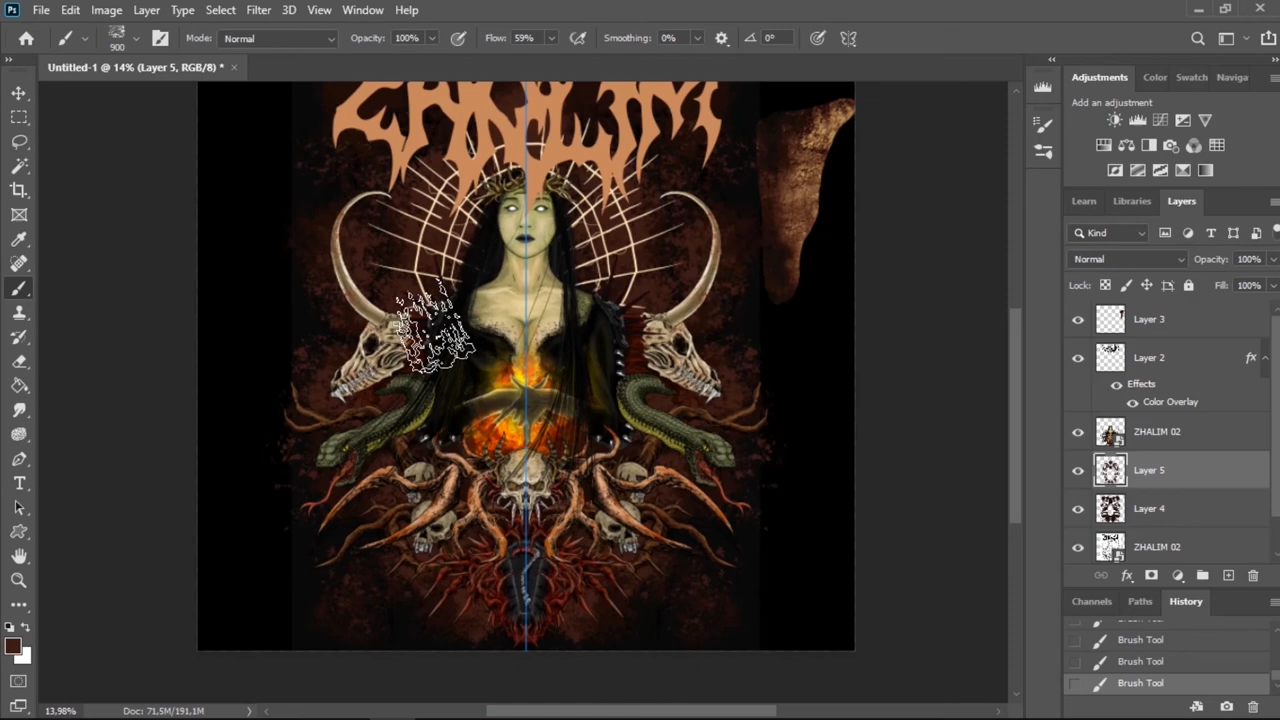 Ps File Edit Image Layer Type Select Filter 3D View Window Help
900 Mode: Normal Opacity: 100% Flow: 59% Smoothing: 0% 0°
Untitled-1 @ 14% (Layer 5, RGB/8) *
Adjustments Color Swatch Naviga
Add an adjustment
Learn Libraries Layers
Kind
Normal Opacity: 100%
Lock: Fill: 100%
Layer 3
Layer 2 fx
Effects
Color Overlay
ZHALIM 02
Layer 5
Layer 4
ZHALIM 02
fx
Channels Paths History
Brush Tool
Brush Tool
Brush Tool
13,98% Doc: 71,5M/191,1M